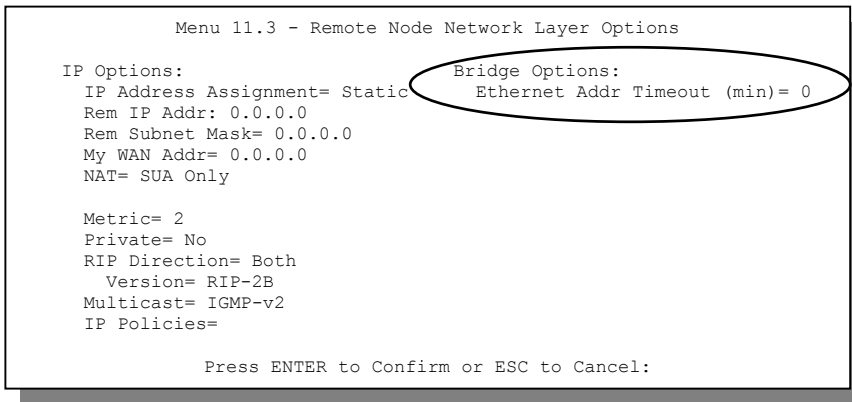 Menu 11.3 - Remote Node Network Layer Options
IP Options: Bridge Options:
IP Address Assignment= Static Ethernet Addr Timeout (min)= 0
Rem IP Addr: 0.0.0.0
Rem Subnet Mask= 0.0.0.0
My WAN Addr= 0.0.0.0
NAT= SUA Only
Metric= 2
Private= No
RIP Direction= Both
Version= RIP-2B
Multicast= IGMP-v2
IP Policies=
Press ENTER to Confirm or ESC to Cancel: